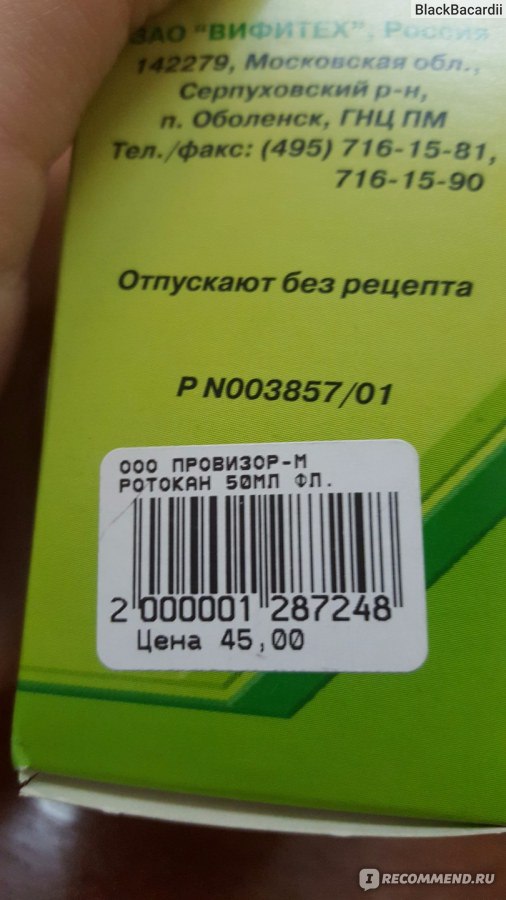 BlackBacardii
ЗАО "ВИФИТЕХ", Россия
142279, Московская обл.,
Серпуховский р-н,
п. Оболенск, ГНЦ ПМ
Тел./факс: (495) 716-15-81,
716-15-90
Отпускают без рецепта
Р N003857/01
ООО ПРОВИЗОР-М
РОТОКАН 50МЛ ФЛ.
2 000001 287248
Цена 45,00
IRECOMMEND.RU